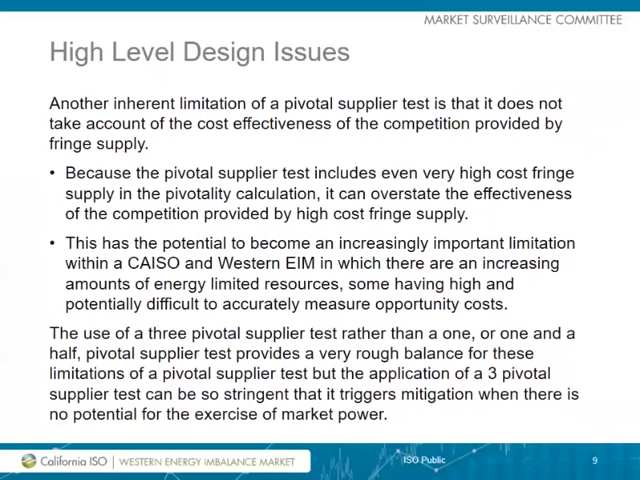 MARKET SURVEILLANCE COMMITTEE
High Level Design Issues
Another inherent limitation of a pivotal supplier test is that it does not
take account of the cost effectiveness of the competition provided by
fringe supply.
• Because the pivotal supplier test includes even very high cost fringe
supply in the pivotality calculation, it can overstate the effectiveness
of the competition provided by high cost fringe supply.
• This has the potential to become an increasingly important limitation
within a CAISO and Western EIM in which there are an increasing
amounts of energy limited resources, some having high and
potentially difficult to accurately measure opportunity costs.
The use of a three pivotal supplier test rather than a one, or one and a
half, pivotal supplier test provides a very rough balance for these
limitations of a pivotal supplier test but the application of a 3 pivotal
supplier test can be so stringent that it triggers mitigation when there is
no potential for the exercise of market power.
California ISO | WESTERN ENERGY IMBALANCE MARKET
ISO Public
9